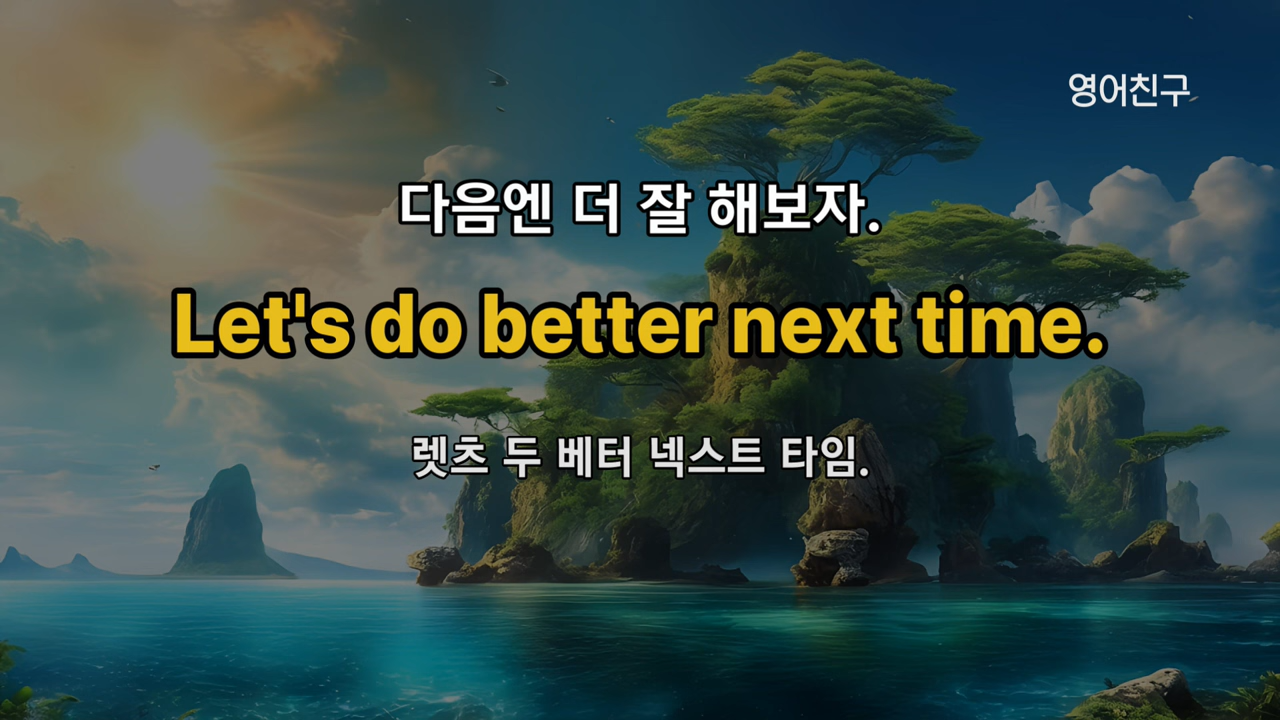 영어친구
다음엔 더 잘 해보자.
Let's do better next time.
렛츠 두 베터 넥스트 타임.